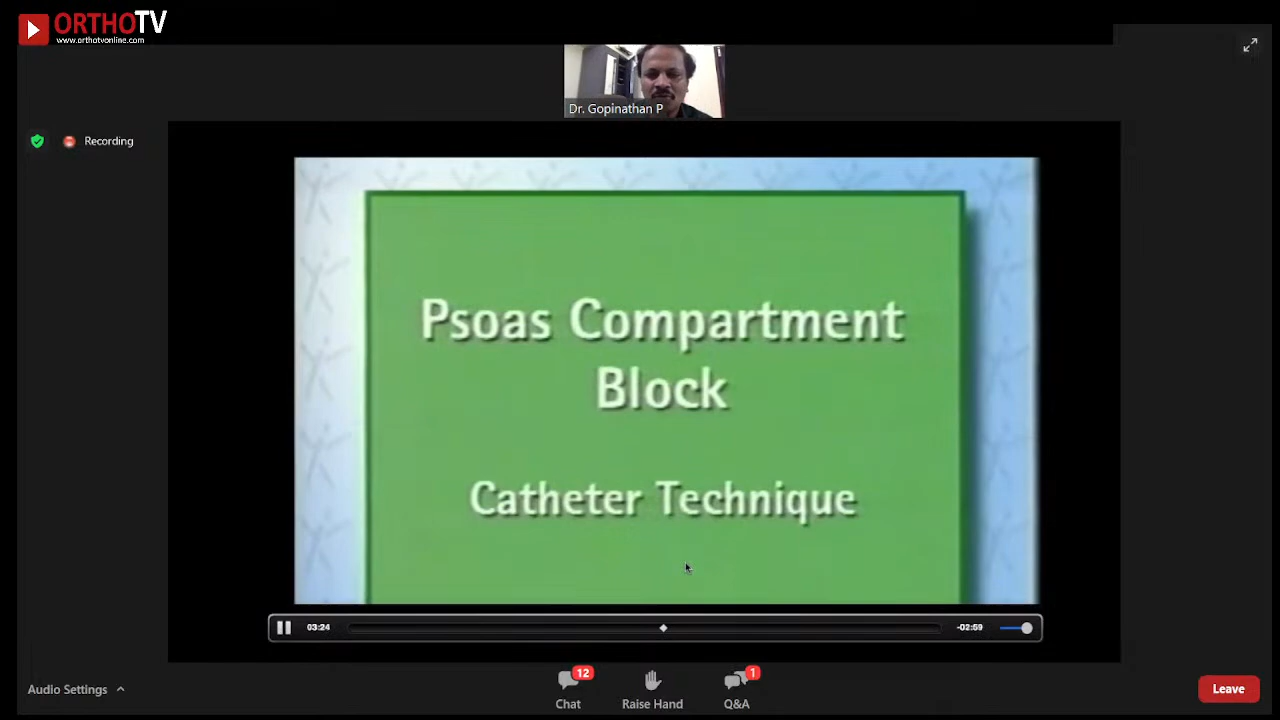 ORTHOTV
www.orthotvonline.com
Dr. Gopinathan P
Recording
Psoas Compartment
Block
Catheter Technique
03:24
-02:59
Audio Settings
12
Chat
Raise Hand
1
Q&A
Leave